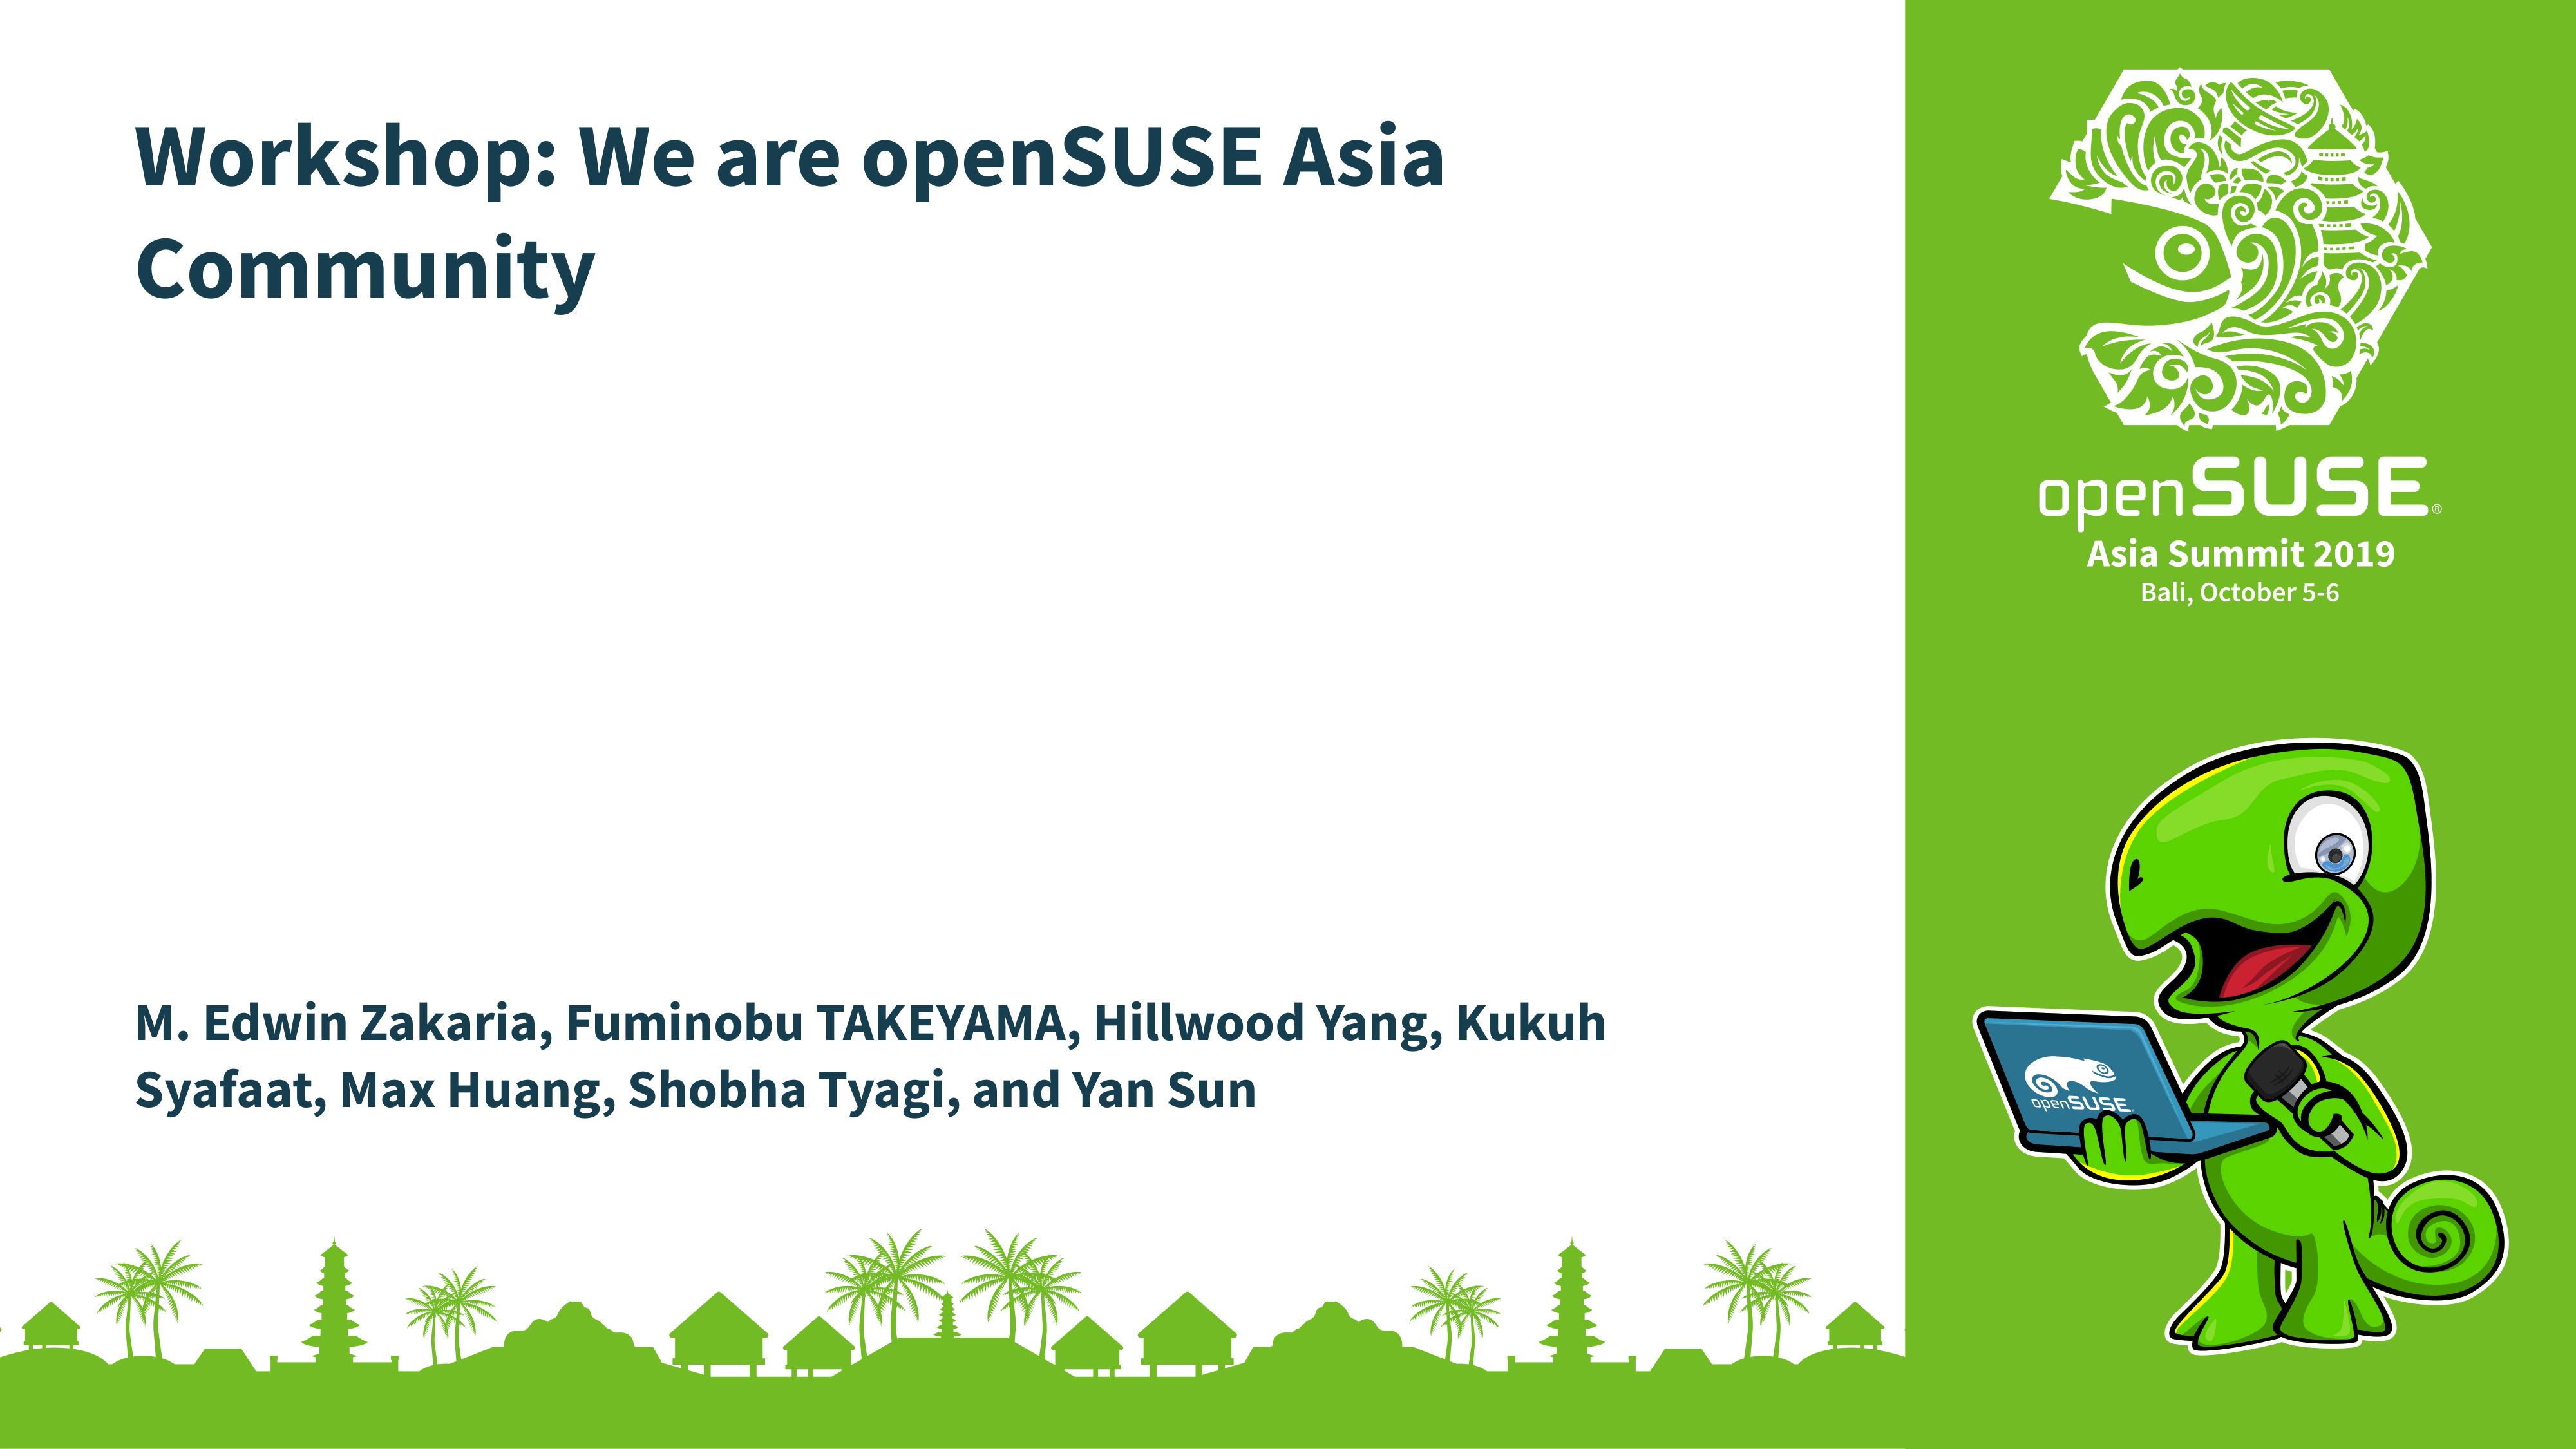 Workshop: We are openSUSE Asia
Community
M. Edwin Zakaria, Fuminobu TAKEYAMA, Hillwood Yang, Kukuh
Syafaat, Max Huang, Shobha Tyagi, and Yan Sun
openSUSE®
Asia Summit 2019
Bali, October 5-6
openSUSE